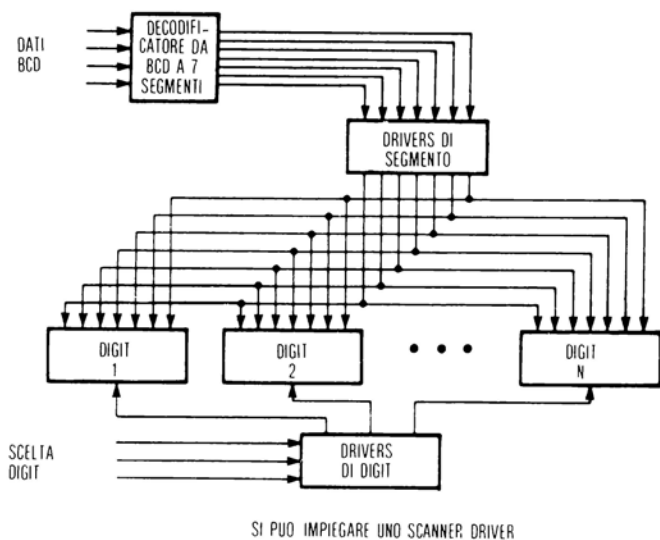 DATI
BCD
DECODIFI-
CATORE DA
BCD A 7
SEGMENTI
DRIVERS DI
SEGMENTO
DIGIT
1
DIGIT
2
DIGIT
N
SCELTA
DIGIT
DRIVERS
DI DIGIT
SI PUO IMPIEGARE UNO SCANNER DRIVER